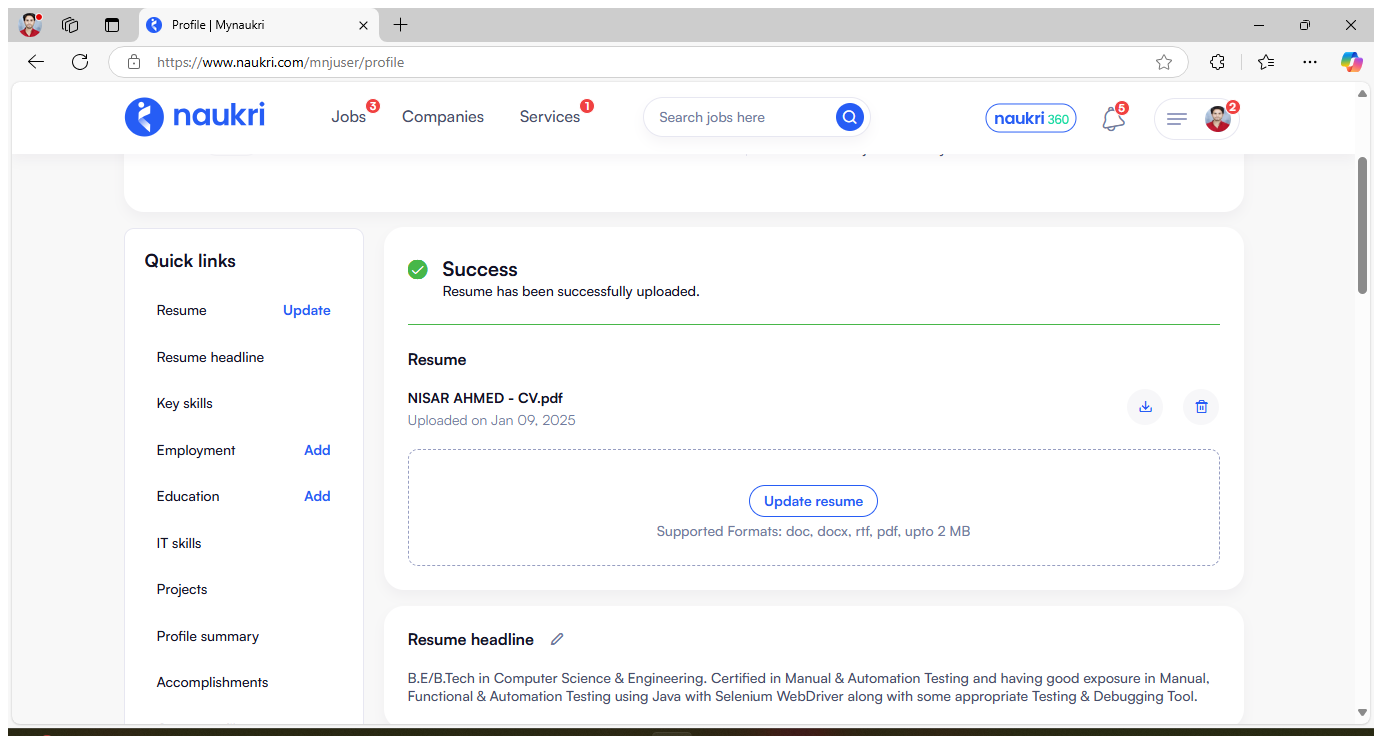 Profile | Mynaukri
https://www.naukri.com/mnjuser/profile
naukri
Jobs 3
Companies
Services 1
Search jobs here
naukri 360
5
2
Quick links
Resume Update
Resume headline
Key skills
Employment Add
Education Add
IT skills
Projects
Profile summary
Accomplishments
Success
Resume has been successfully uploaded.
Resume
NISAR AHMED - CV.pdf
Uploaded on Jan 09, 2025
Update resume
Supported Formats: doc, docx, rtf, pdf, upto 2 MB
Resume headline
B.E/B.Tech in Computer Science & Engineering. Certified in Manual & Automation Testing and having good exposure in Manual,
Functional & Automation Testing using Java with Selenium WebDriver along with some appropriate Testing & Debugging Tool.